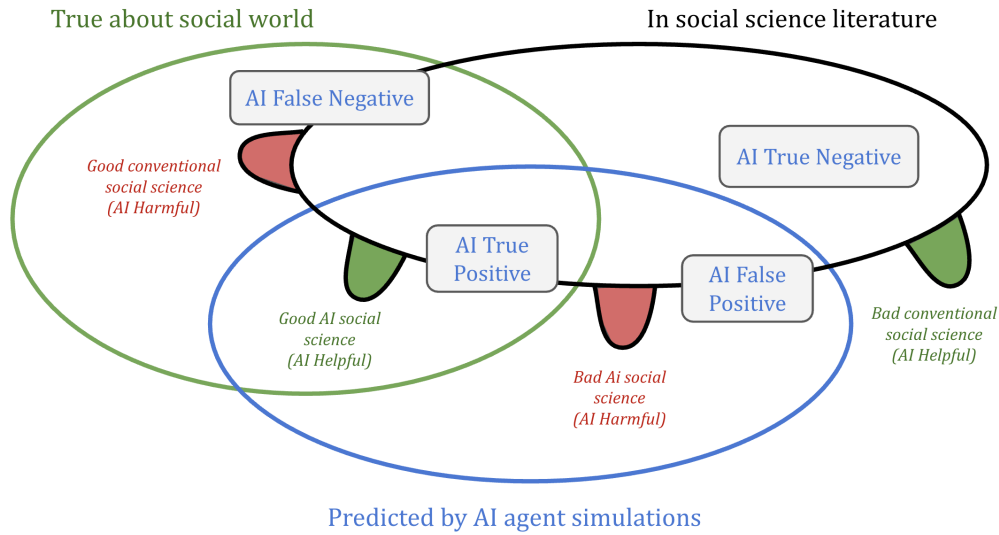 True about social world
In social science literature
AI False Negative
AI True Negative
Good conventional
social science
(AI Harmful)
AI True
Positive
AI False
Positive
Good AI social
science
(AI Helpful)
Bad conventional
social science
(AI Helpful)
Bad Ai social
science
(AI Harmful)
Predicted by AI agent simulations